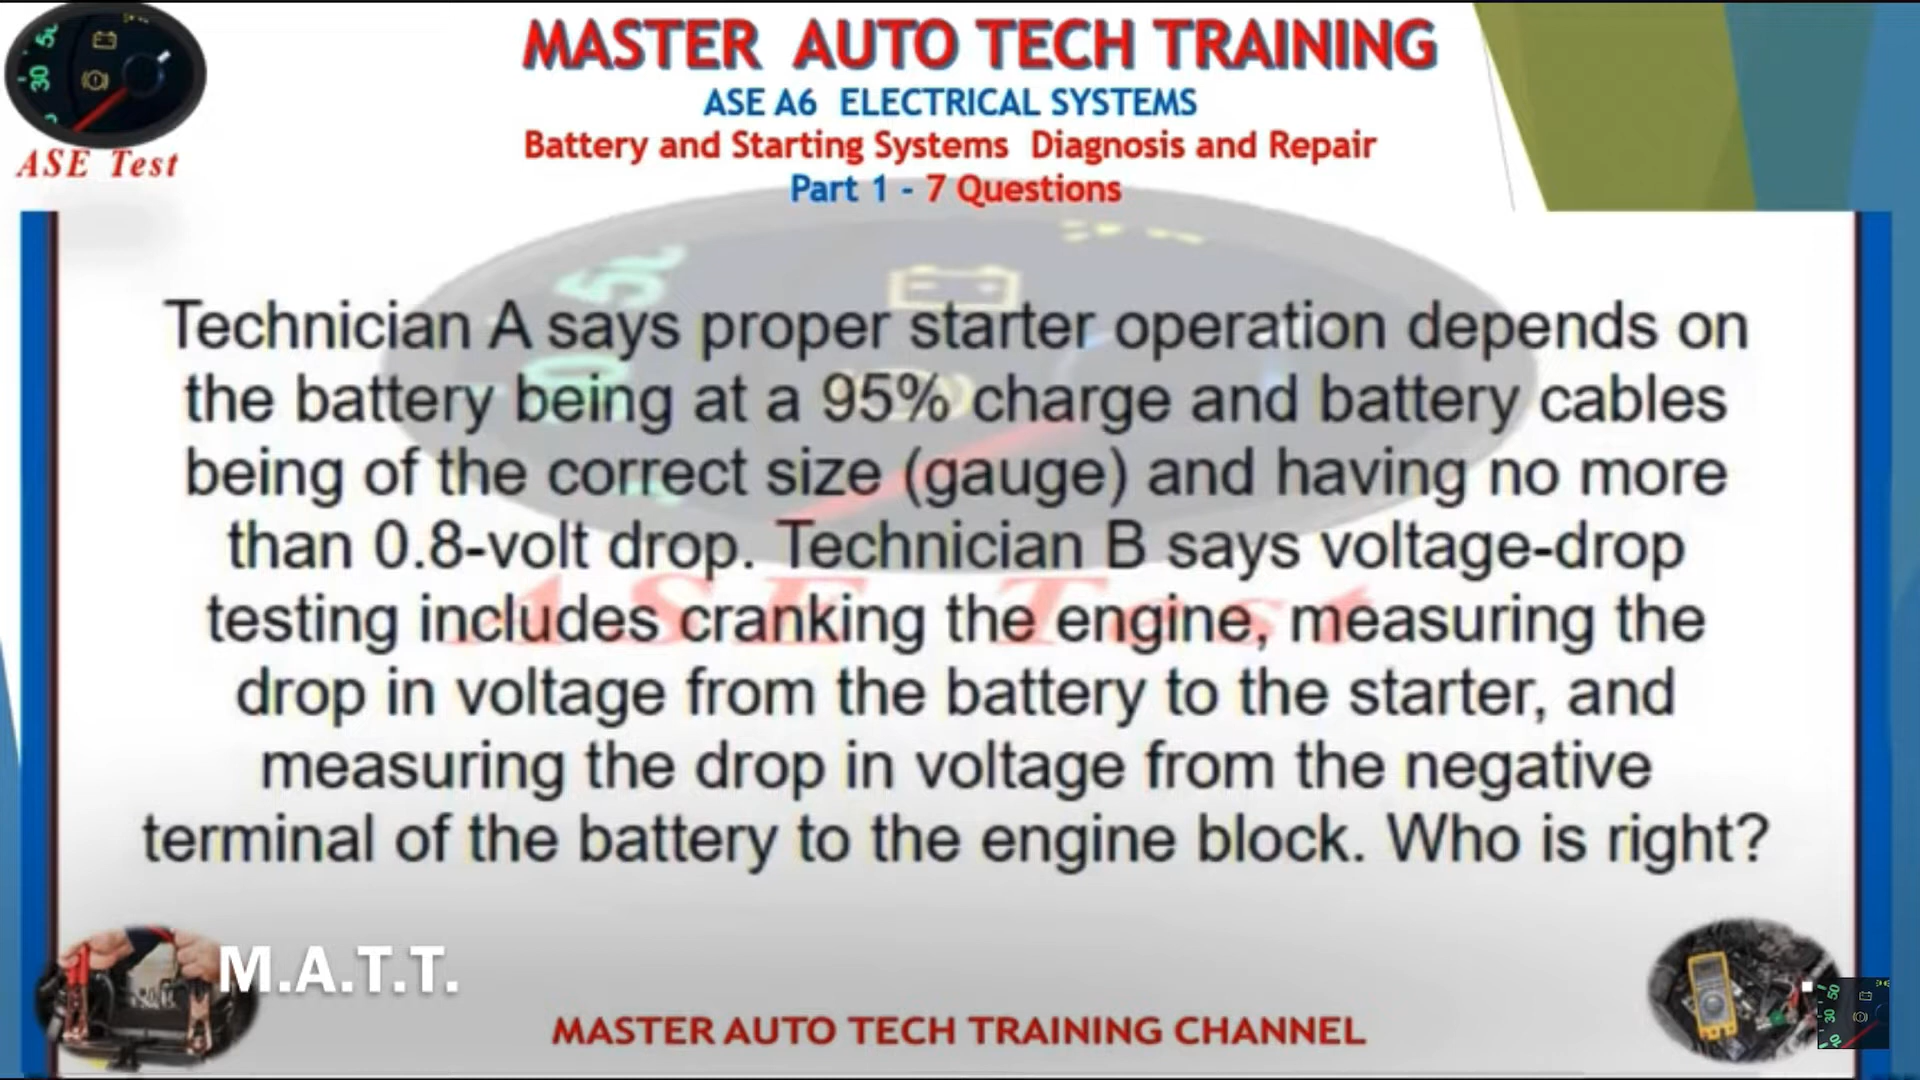 MASTER AUTO TECH TRAINING
ASE A6 ELECTRICAL SYSTEMS
Battery and Starting Systems Diagnosis and Repair
Part 1 - 7 Questions
30
ASE Test
Technician A says proper starter operation depends on
the battery being at a 95% charge and battery cables
being of the correct size (gauge) and having no more
than 0.8-volt drop. Technician B says voltage-drop
testing includes cranking the engine, measuring the
drop in voltage from the battery to the starter, and
measuring the drop in voltage from the negative
terminal of the battery to the engine block. Who is right?
ASE Test
M.A.T.T.
MASTER AUTO TECH TRAINING CHANNEL
50
30